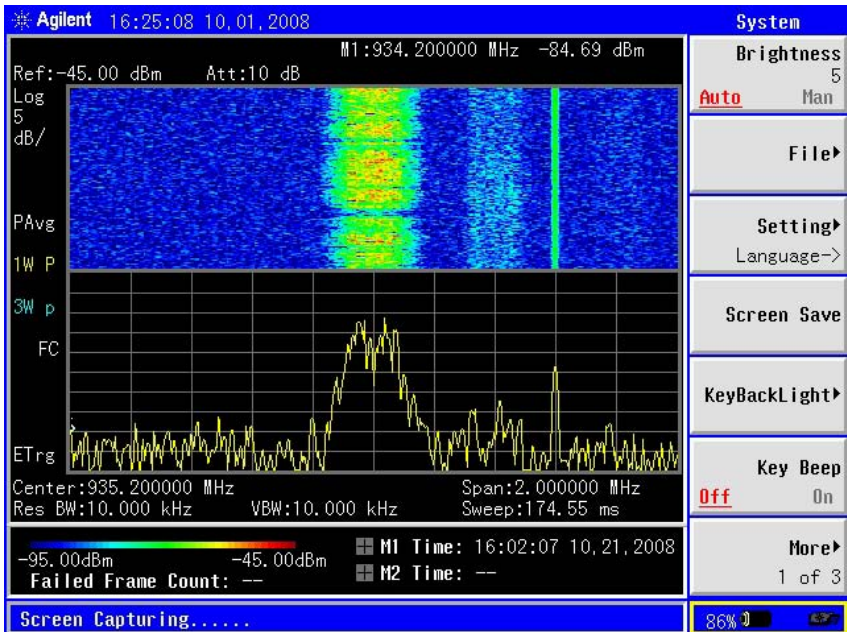 Agilent 16:25:08 10,01,2008
System
M1:934.200000 MHz -84.69 dBm
Ref:-45.00 dBm Att:10 dB
Log
5
dB/
PAvg
1W P
3W p
FC
ETrg
Center:935.200000 MHz Span:2.000000 MHz
Res BW:10.000 kHz VBW:10.000 kHz Sweep:174.55 ms
-95.00dBm -45.00dBm
Failed Frame Count: --
M1 Time: 16:02:07 10,21,2008
M2 Time: --
Screen Capturing......
Brightness
5
Auto Man
File
Setting
Language->
Screen Save
KeyBackLight
Key Beep
Off On
More
1 of 3
86%